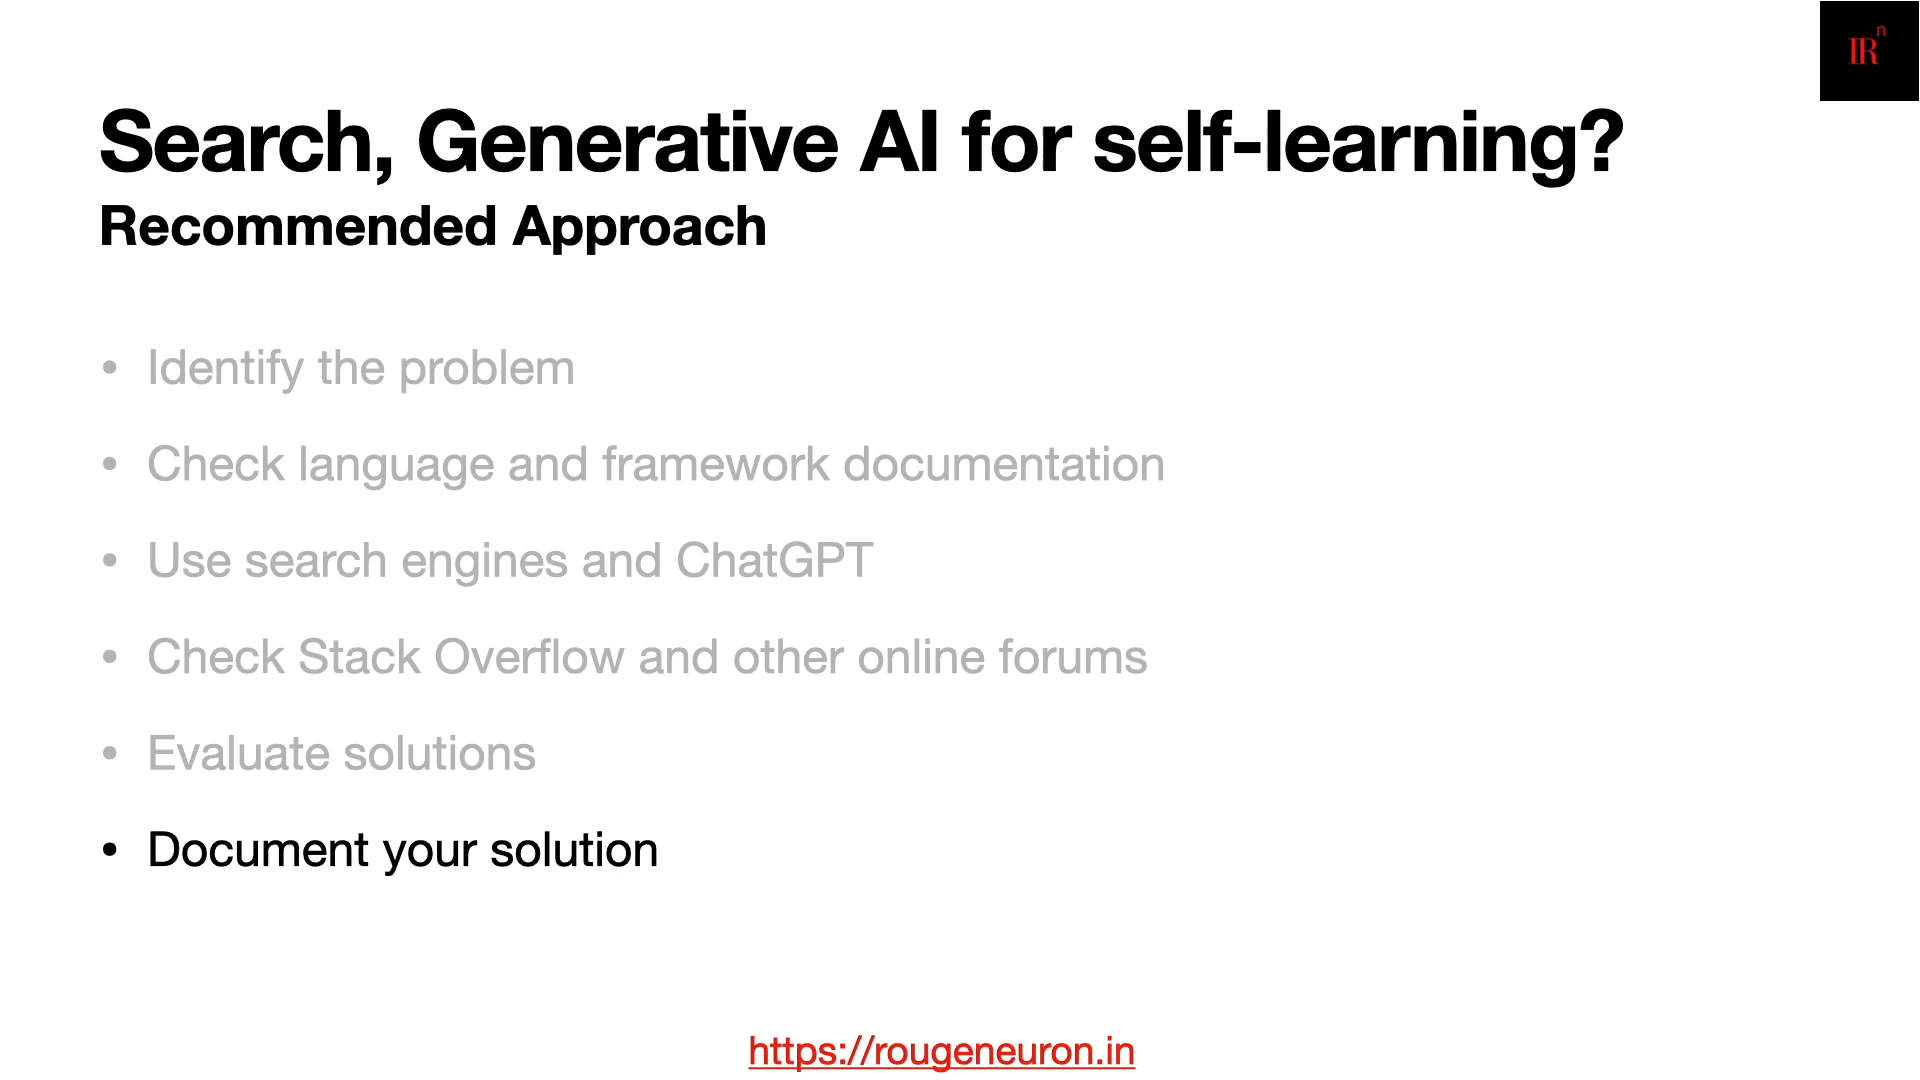 IRn
Search, Generative AI for self-learning?
Recommended Approach
• Identify the problem
• Check language and framework documentation
• Use search engines and ChatGPT
• Check Stack Overflow and other online forums
• Evaluate solutions
• Document your solution
https://rougeneuron.in